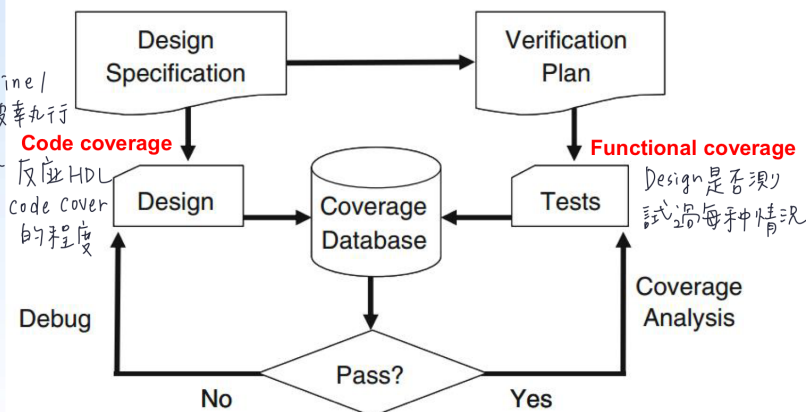 Design
Specification
Verification
Plan
被執行
Code coverage
反應HDL
code cover
的程度
Functional coverage
Design是否測
試過每种情況
Design
Coverage
Database
Tests
Debug
Coverage
Analysis
Pass?
No
Yes